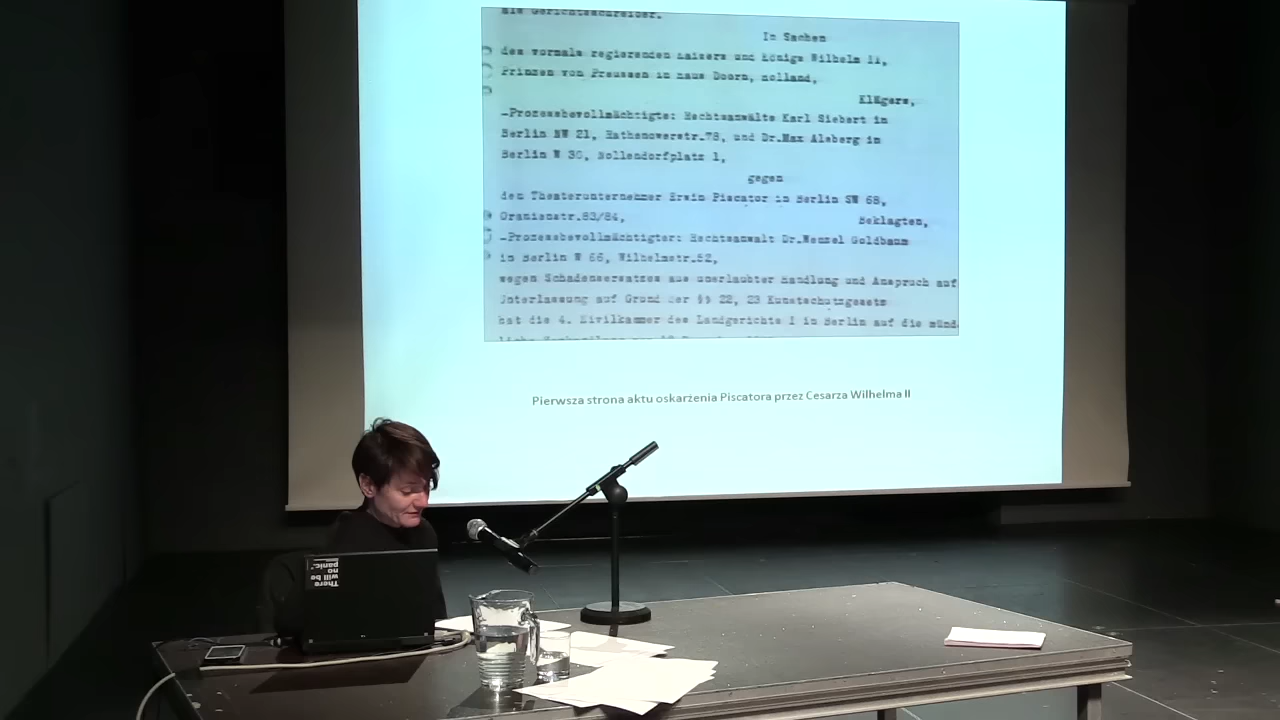 als Gerichtsschreiber.
In Sachen
des vormals regierenden Kaisers und Königs Wilhelm II,
Prinzen von Preussen in Haus Doorn, Holland,
Klägers,
-Prozessbevollmächtigte: Rechtsanwälte Karl Siebert in
Berlin NW 21, Rathenowerstr.78, und Dr.Max Alsberg in
Berlin W 30, Nollendorfplatz 1,
gegen
den Theaterunternehmer Erwin Piscator in Berlin SW 68,
Oranienstr.83/84,
Beklagten,
-Prozessbevollmächtigter: Rechtsanwalt Dr.Wenzel Goldbaum
in Berlin W 66, Wilhelmstr.52,
wegen Schadensersatzes aus unerlaubter Handlung und Anspruch auf
Unterlassung auf Grund der §§ 22, 23 Kunstschutzgesetz
hat die 4. Zivilkammer des Landgerichts I in Berlin auf die münd
Pierwsza strona aktu oskarżenia Piscatora przez Cesarza Wilhelma II
There
will be
no
panic.